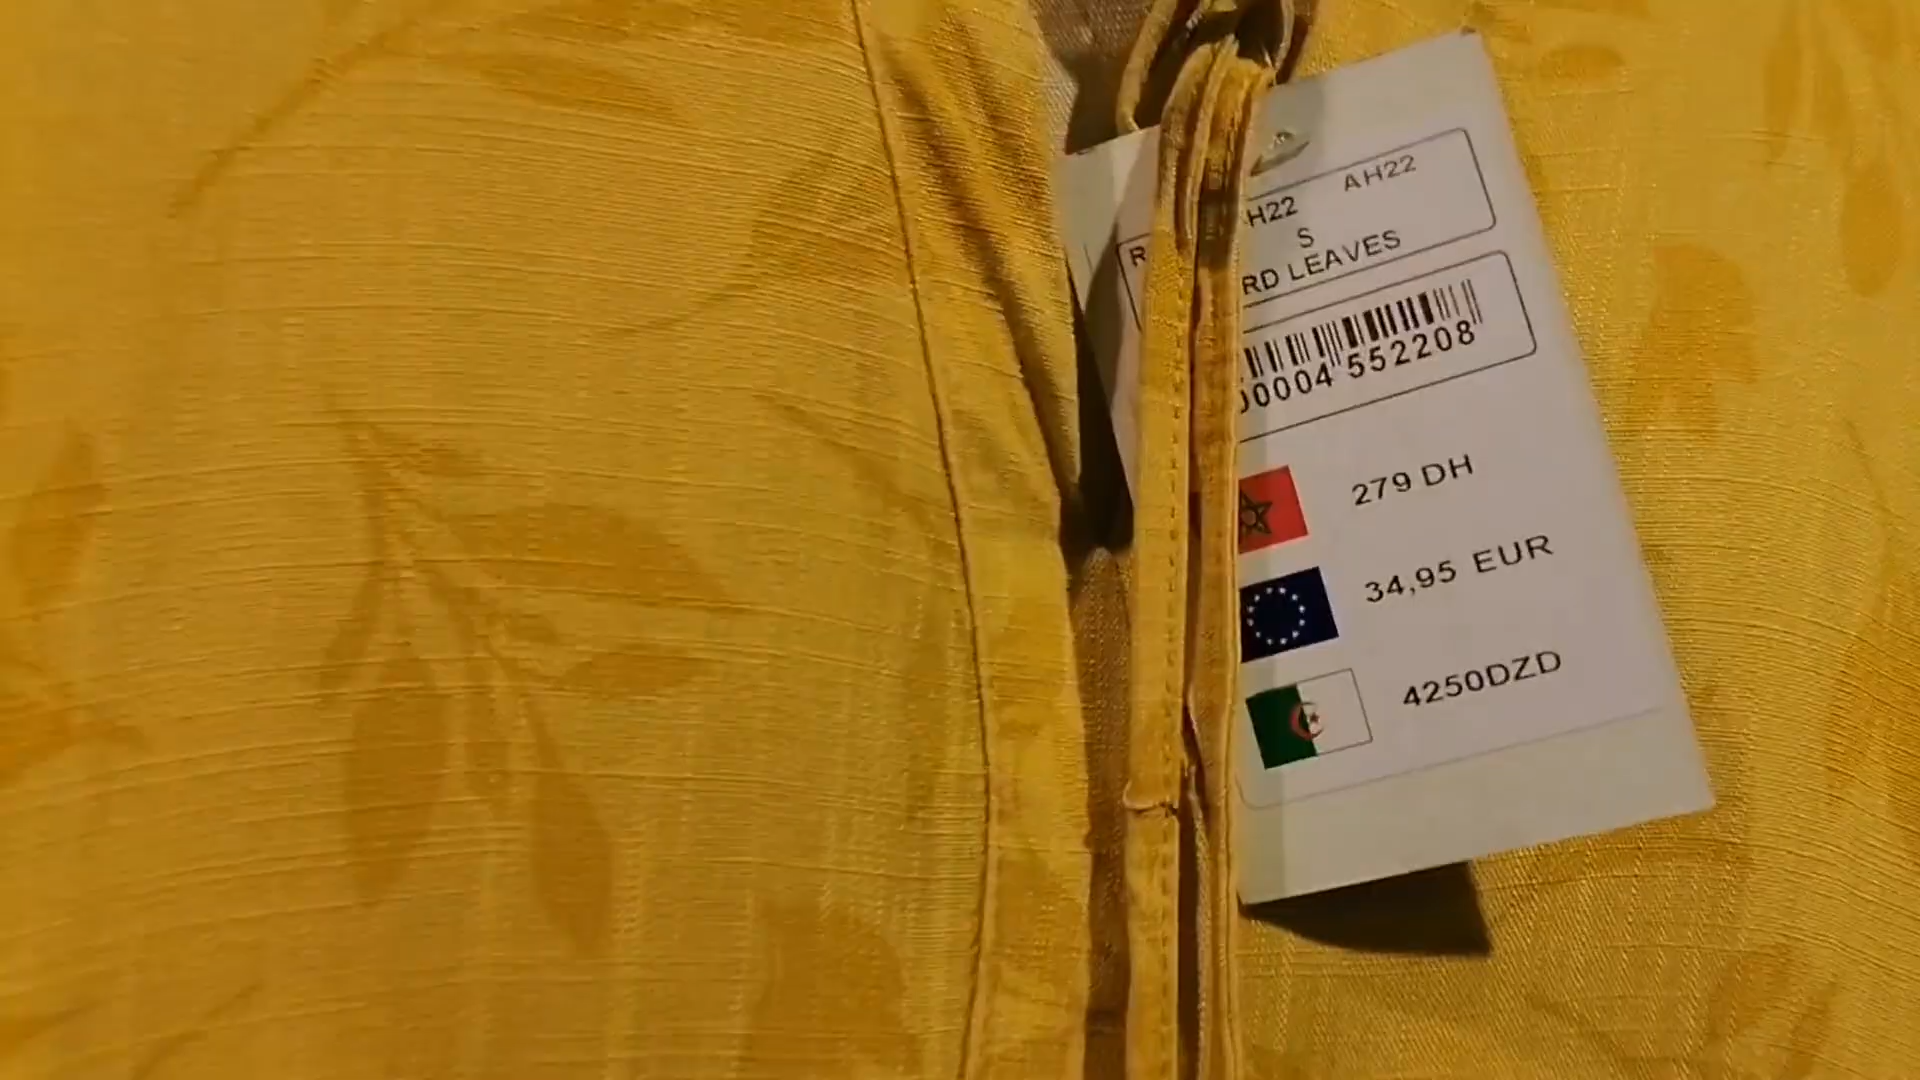 AH22
H22
S
RD LEAVES
0004 552208
279 DH
34,95 EUR
4250DZD